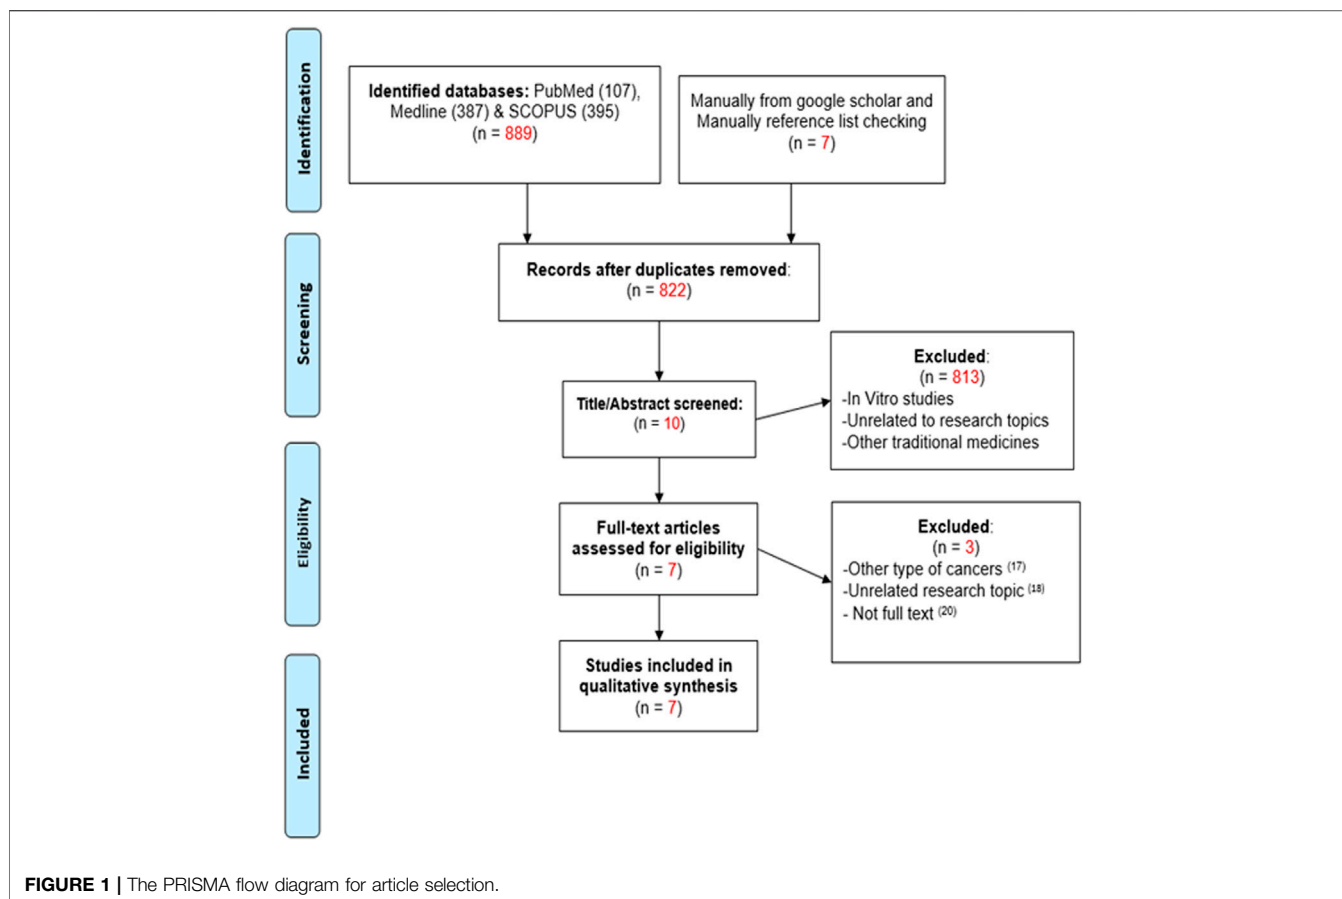 Identification
Identified databases: PubMed (107),
Medline (387) & SCOPUS (395)
(n = 889)
Manually from google scholar and
Manually reference list checking
(n = 7)
Screening
Records after duplicates removed:
(n = 822)
Title/Abstract screened:
(n = 10)
Excluded:
(n = 813)
-In Vitro studies
-Unrelated to research topics
-Other traditional medicines
Eligibility
Full-text articles
assessed for eligibility
(n = 7)
Excluded:
(n = 3)
-Other type of cancers (17)
-Unrelated research topic (18)
- Not full text (20)
Included
Studies included in
qualitative synthesis
(n = 7)
FIGURE 1 | The PRISMA flow diagram for article selection.